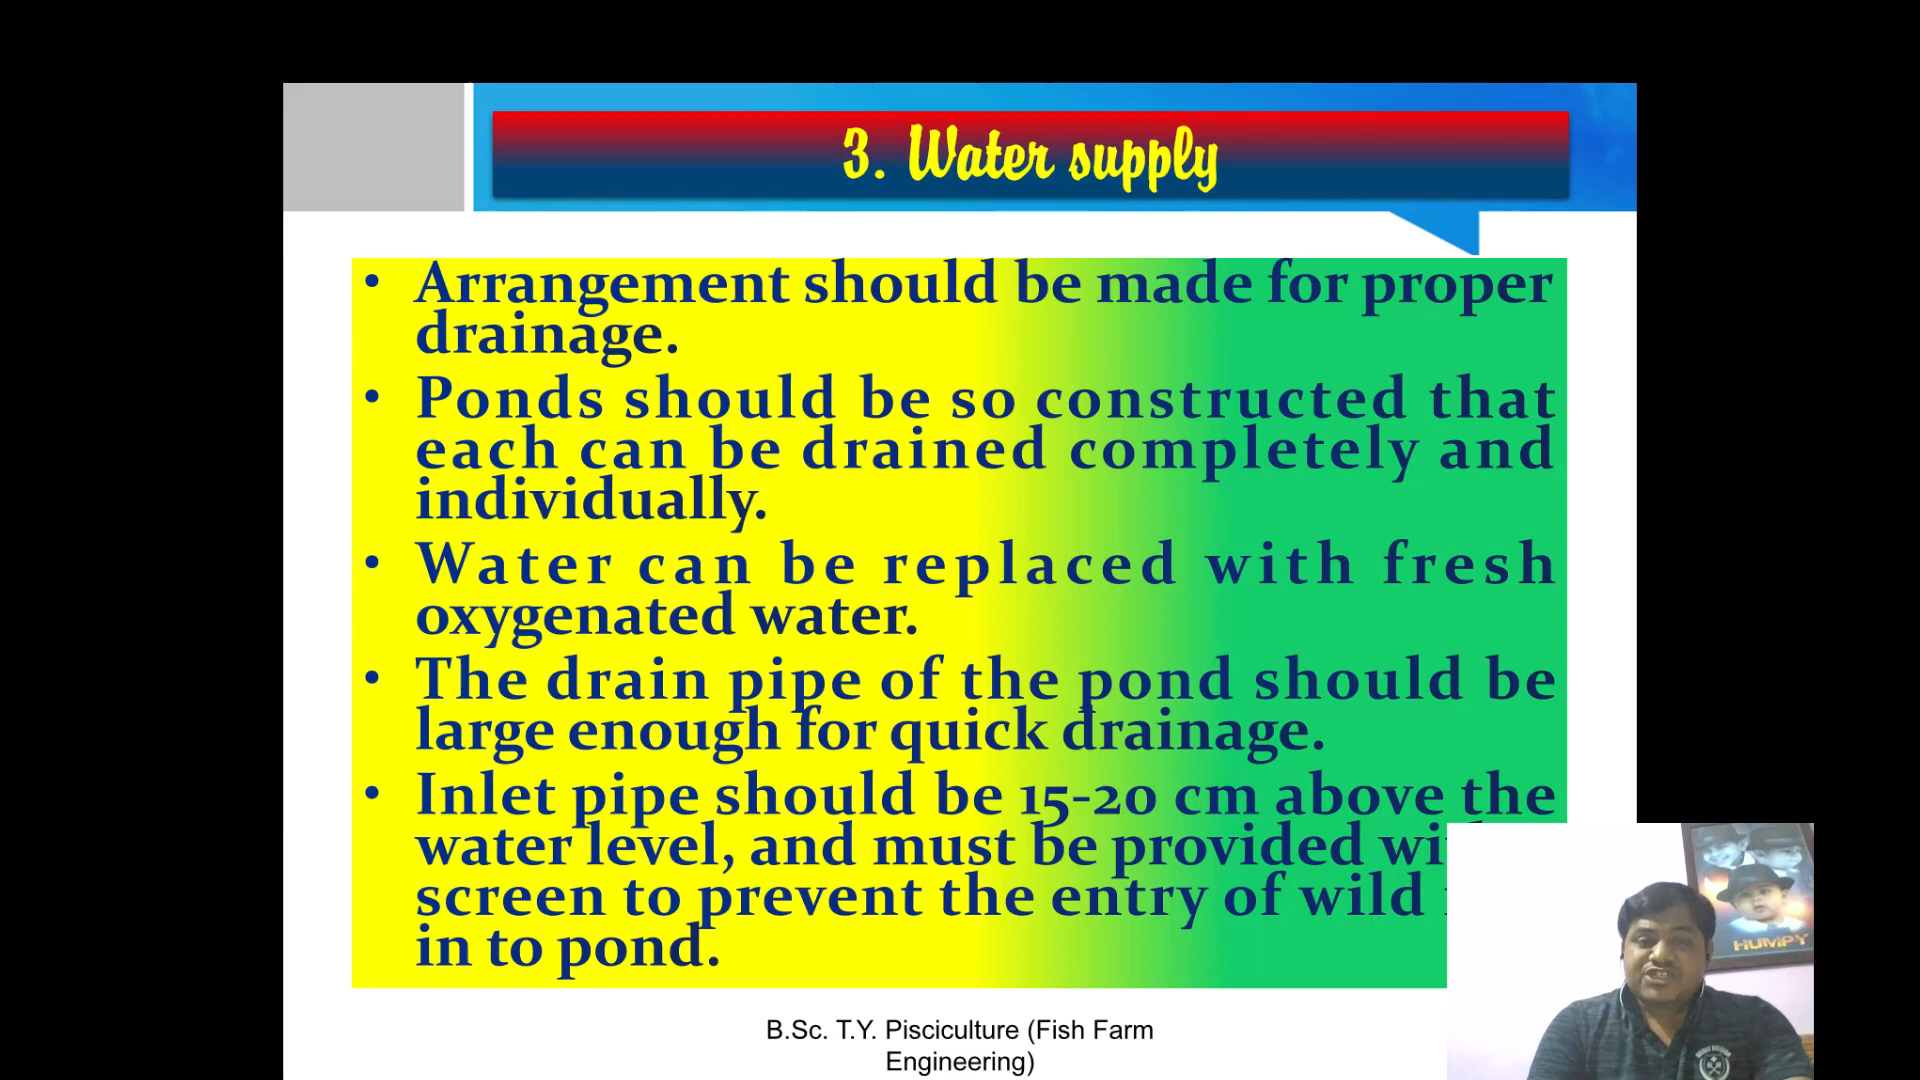 3. Water supply
• Arrangement should be made for proper
drainage.
• Ponds should be so constructed that
each can be drained completely and
individually.
• Water can be replaced with fresh
oxygenated water.
• The drain pipe of the pond should be
large enough for quick drainage.
• Inlet pipe should be 15-20 cm above the
water level, and must be provided
screen to prevent the entry of wild
in to pond.
B.Sc. T.Y. Pisciculture (Fish Farm
Engineering)
HUMPY